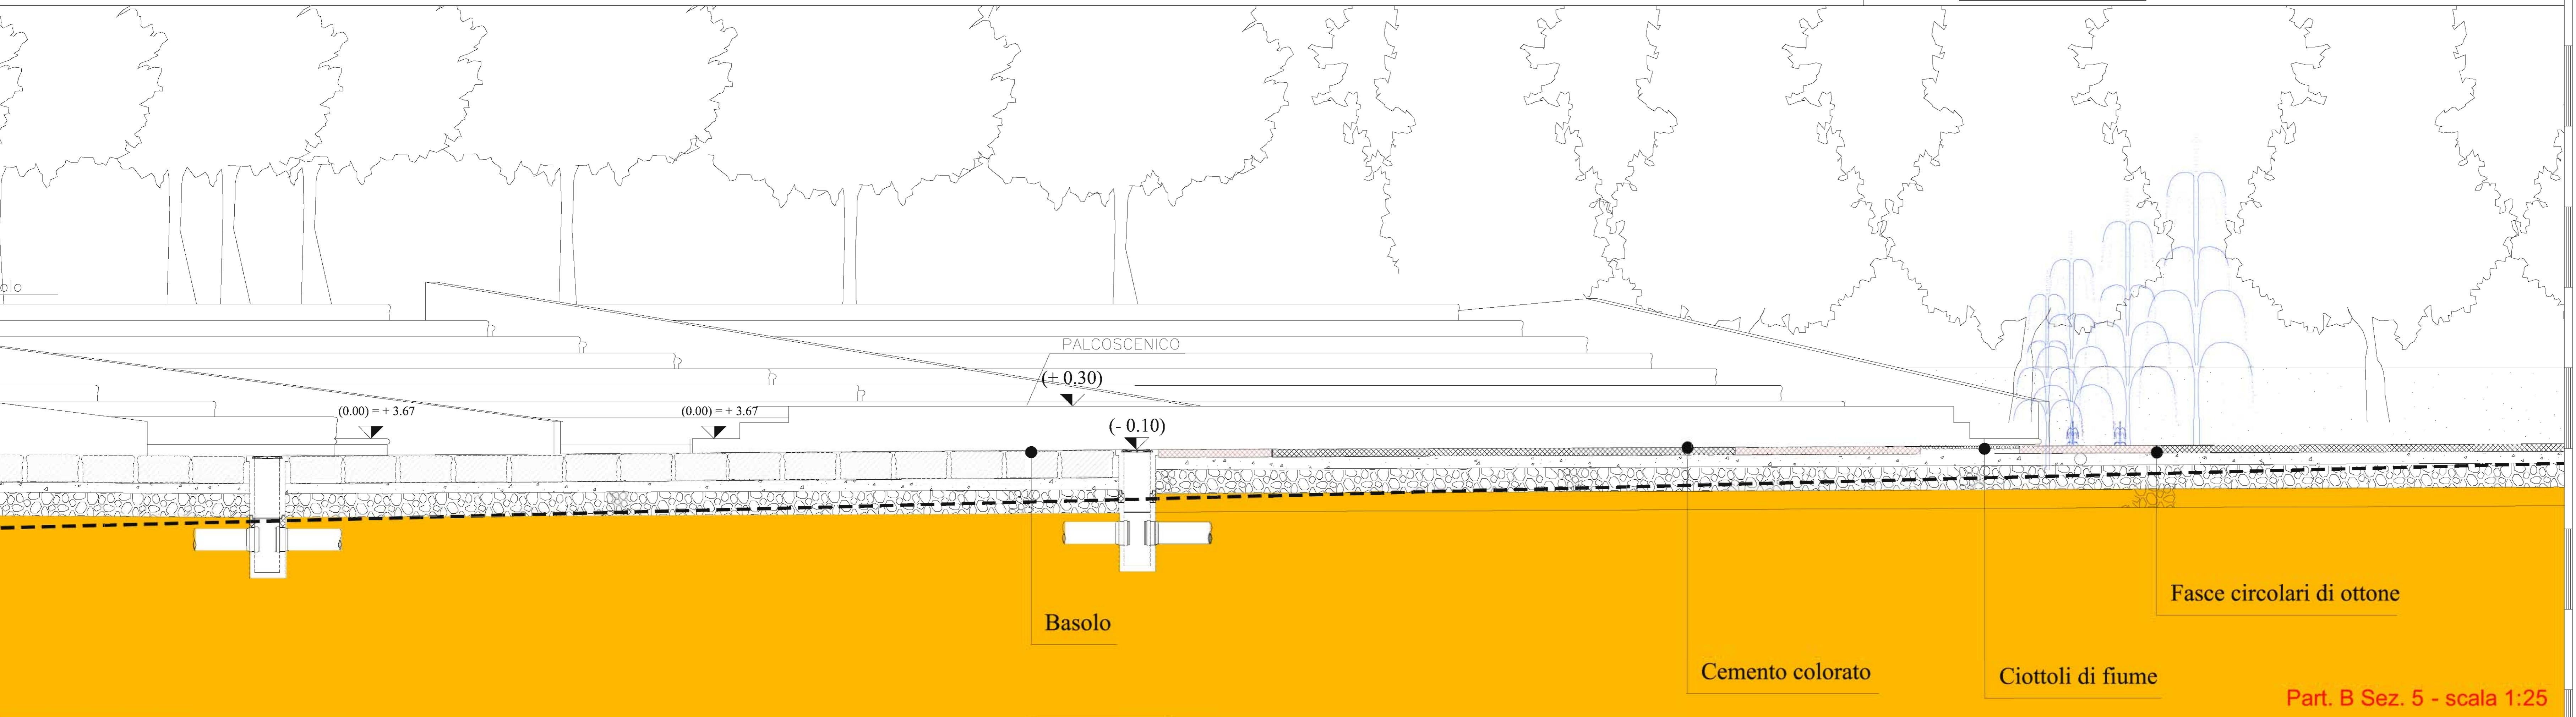 olo
PALCOSCENICO
(+ 0.30)
(0.00) = + 3.67
(0.00) = + 3.67
(- 0.10)
Basolo
Cemento colorato
Ciottoli di fiume
Fasce circolari di ottone
Part. B Sez. 5 - scala 1:25